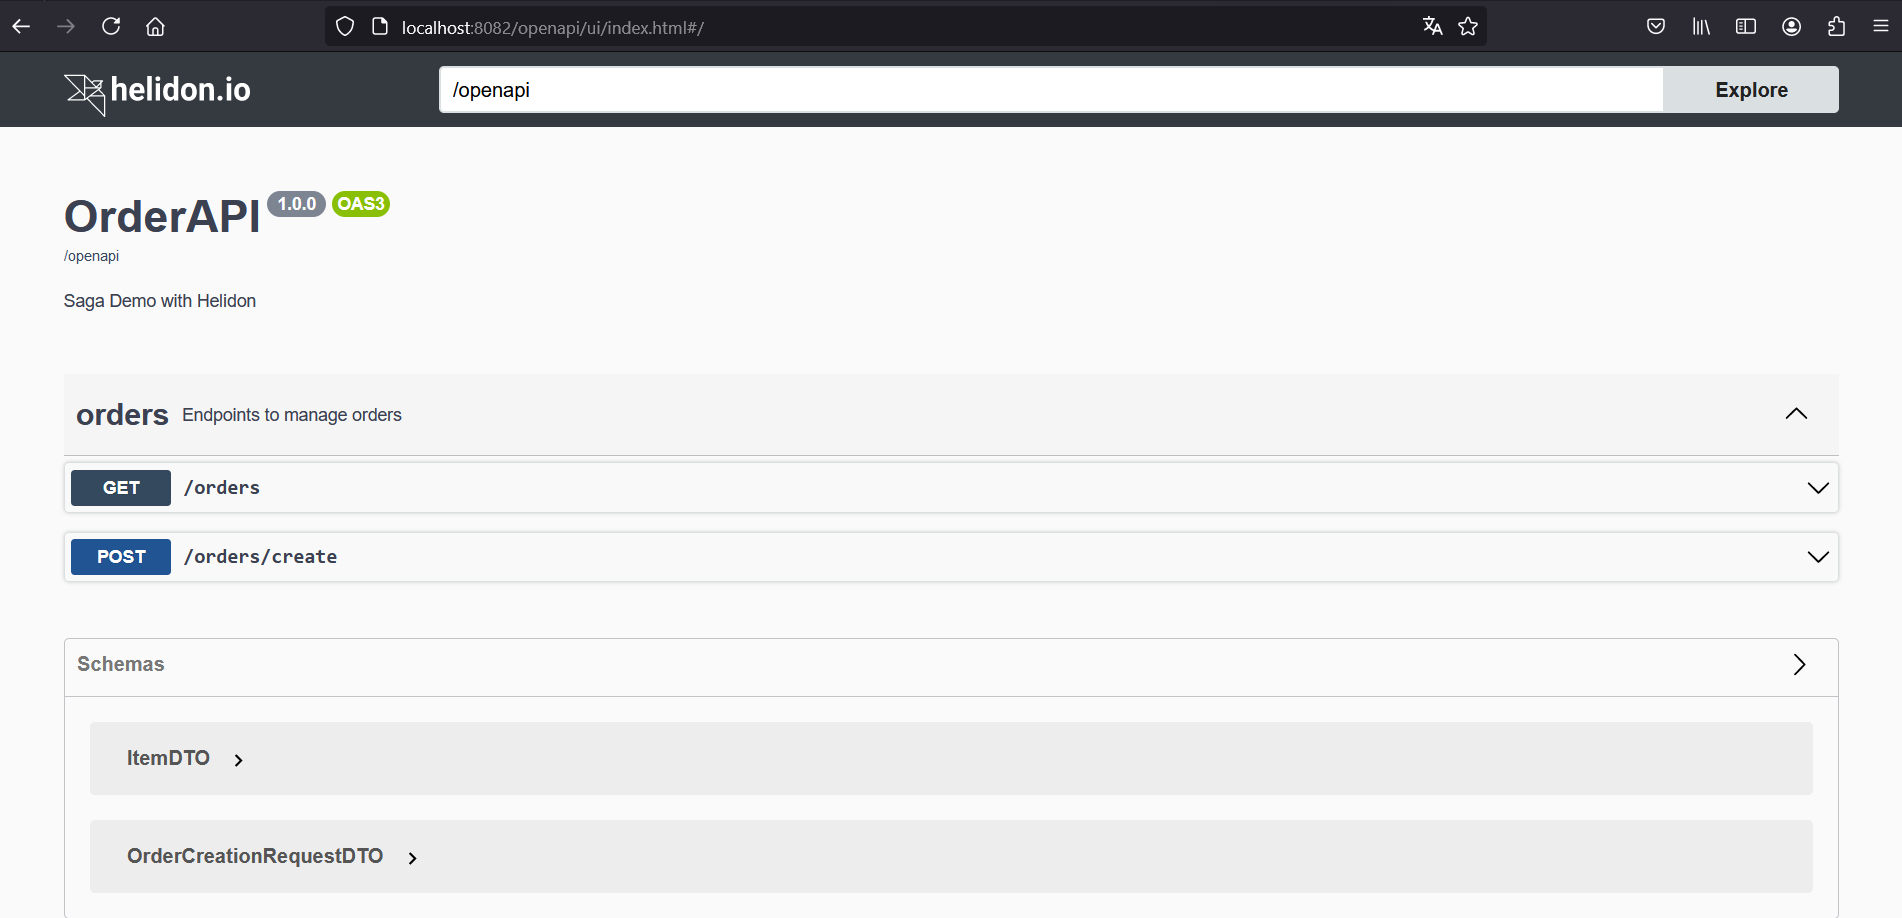 localhost:8082/openapi/ui/index.html#/
helidon.io
/openapi
Explore
OrderAPI 1.0.0 OAS3
/openapi
Saga Demo with Helidon
orders Endpoints to manage orders
GET /orders
POST /orders/create
Schemas
ItemDTO
OrderCreationRequestDTO